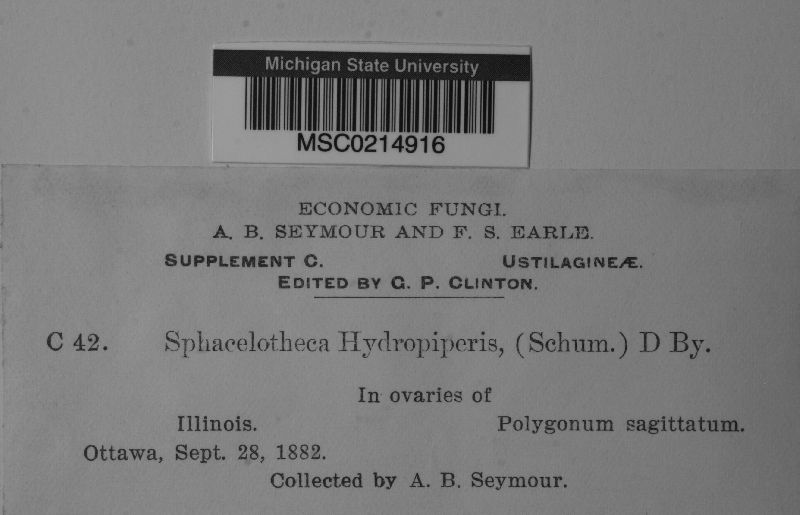 Michigan State University
MSC0214916
ECONOMIC FUNGI.
A. B. SEYMOUR AND F. S. EARLE.
SUPPLEMENT C. USTILAGINEÆ.
EDITED BY G. P. CLINTON.
C 42. Sphacelotheca Hydropiperis, (Schum.) D By.
In ovaries of
Illinois. Polygonum sagittatum.
Ottawa, Sept. 28, 1882.
Collected by A. B. Seymour.